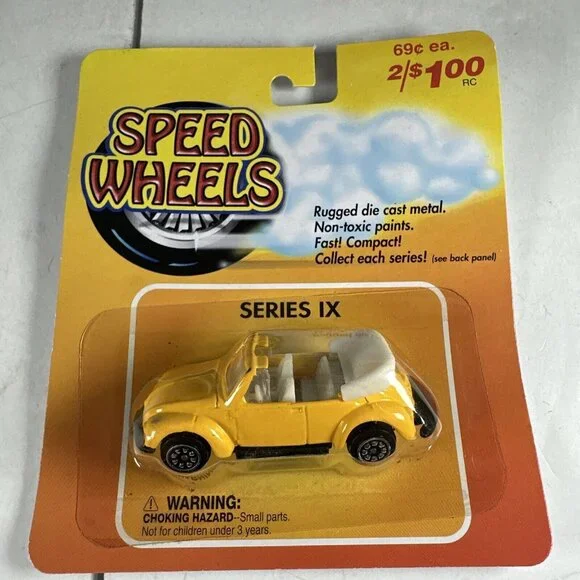 69¢ ea.
2/$1.00
RC
SPEED
WHEELS
Rugged die cast metal.
Non-toxic paints.
Fast! Compact!
Collect each series! (see back panel)
SERIES IX
WARNING:
CHOKING HAZARD–Small parts.
Not for children under 3 years.